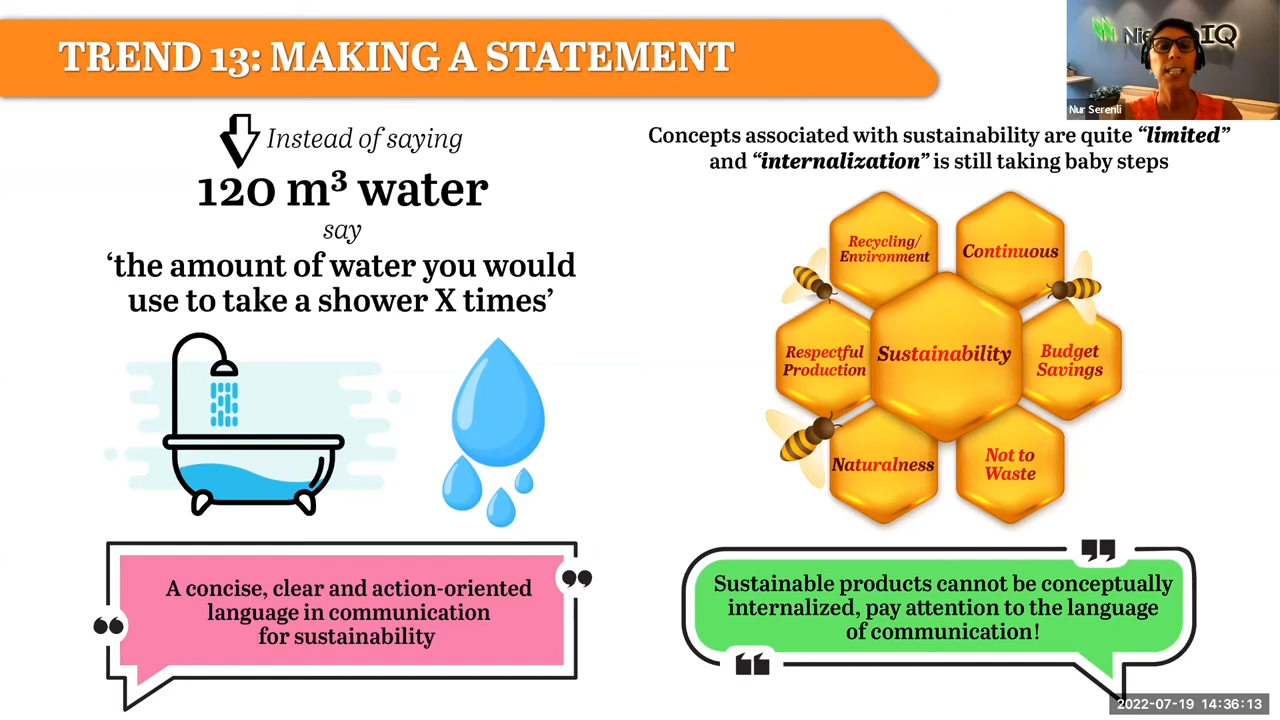 TREND 13: MAKING A STATEMENT
Instead of saying
120 m³ water
say
‘the amount of water you would
use to take a shower X times’
A concise, clear and action-oriented
language in communication
for sustainability
Concepts associated with sustainability are quite “limited”
and “internalization” is still taking baby steps
Recycling/
Environment
Continuous
Respectful
Production
Sustainability
Budget
Savings
Naturalness
Not to
Waste
Sustainable products cannot be conceptually
internalized, pay attention to the language
of communication!
IQ
Nur Serenli
2022-07-19 14:36:13